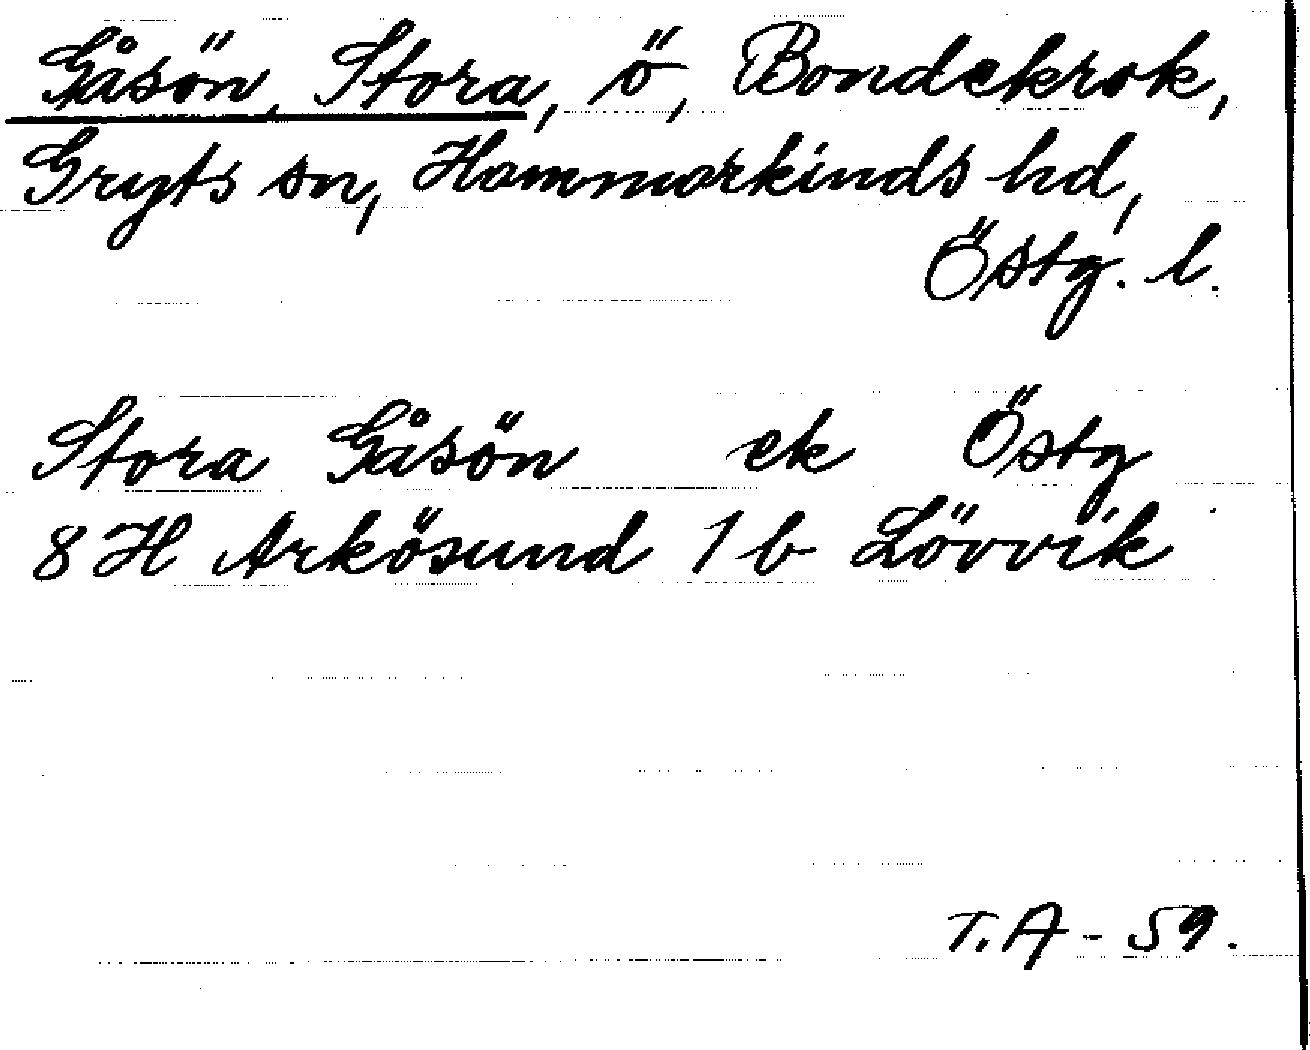 Gåsön, Stora, ö, Bondekrok,
Gryts sn, Hammarkinds hd,
Östg. l.
Stora Gåsön ek Östg
8 H Arkösund 1 b Lövvik
T.A - 59.